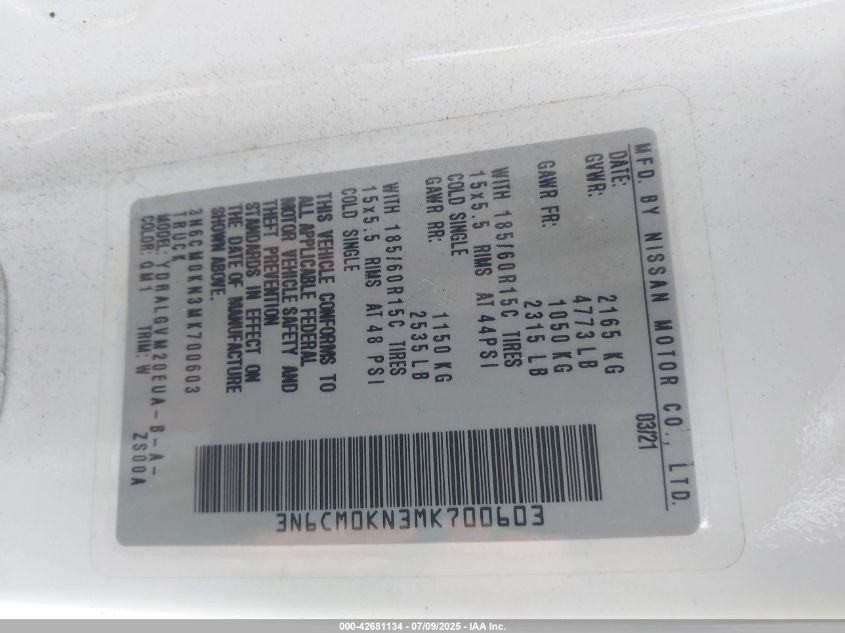 MFD. BY NISSAN MOTOR CO., LTD.
DATE: 03/21
GVWR: 2165 KG
4773LB
GAWR FR: 1050 KG
2315 LB
WITH 185/60R15C TIRES
15x5.5 RIMS AT 44PSI
COLD SINGLE
GAWR RR: 1150 KG
2535 LB
WITH 185/60R15C TIRES
15x5.5 RIMS AT 48 PSI
COLD SINGLE
THIS VEHICLE CONFORMS TO
ALL APPLICABLE FEDERAL
MOTOR VEHICLE SAFETY AND
THEFT PREVENTION
STANDARDS IN EFFECT ON
THE DATE OF MANUFACTURE
SHOWN ABOVE.
3N6CM0KN3MK700603
TRUCK
MODEL: YDRALGVM20EUA-B-A-
COLOR: QM1 TRIM: W ZS00A
3N6CM0KN3MK700603
000-42681134 - 07/09/2025 - IAA Inc.